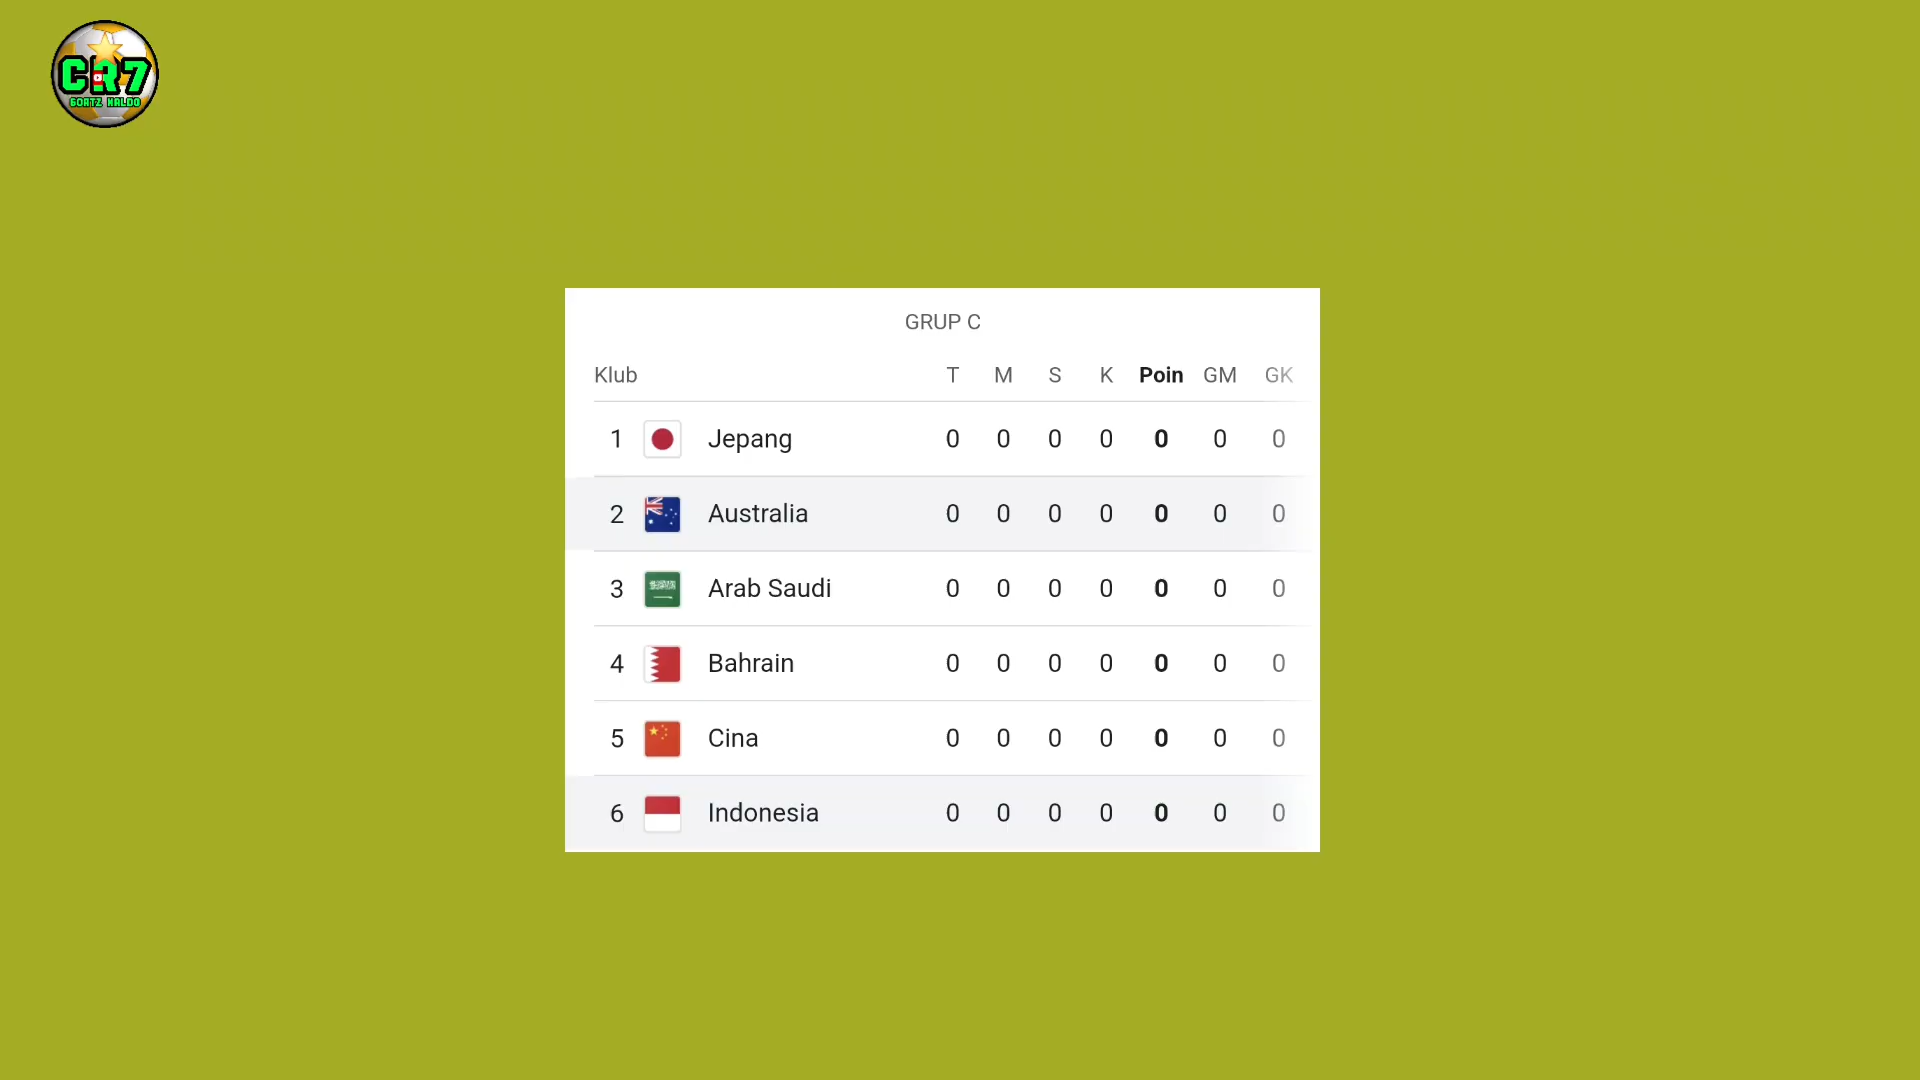 CR7
GOATZ NALDO
GRUP C
Klub T M S K Poin GM GK
1 Jepang 0 0 0 0 0 0 0
2 Australia 0 0 0 0 0 0 0
3 Arab Saudi 0 0 0 0 0 0 0
4 Bahrain 0 0 0 0 0 0 0
5 Cina 0 0 0 0 0 0 0
6 Indonesia 0 0 0 0 0 0 0